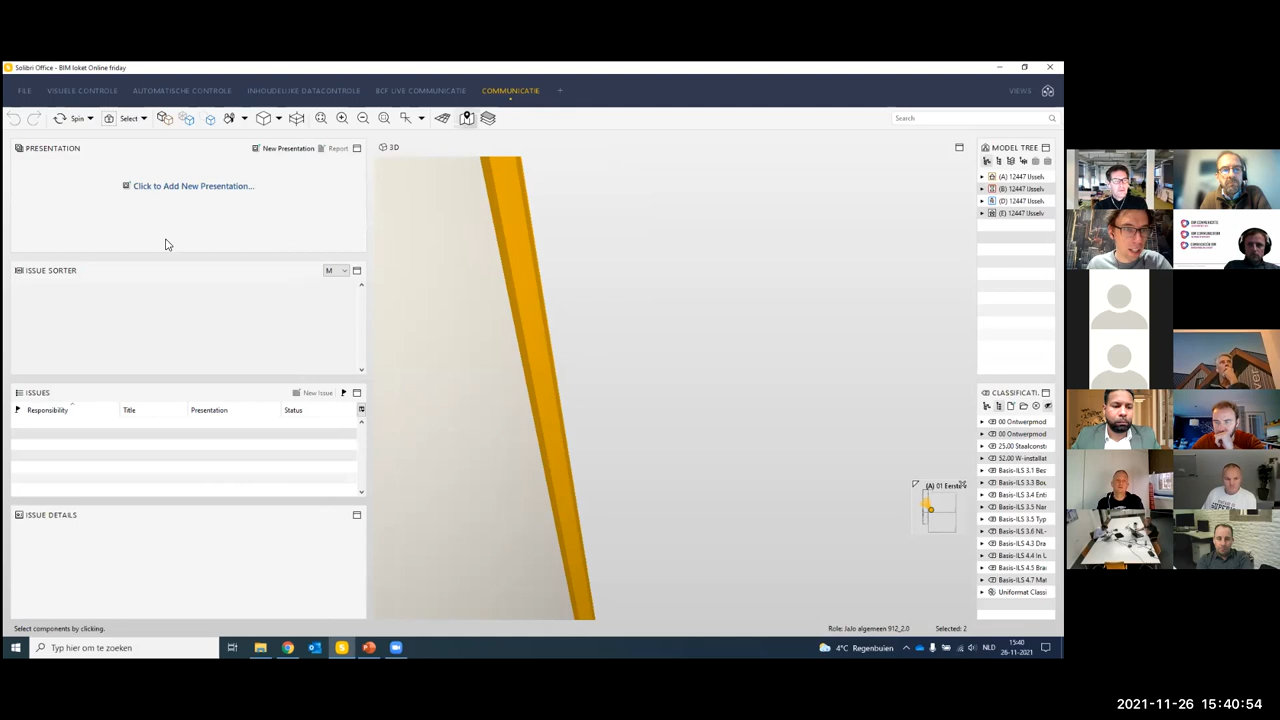 Solibri Office - BIM loket Online friday
FILE
VISUELE CONTROLE
AUTOMATISCHE CONTROLE
INHOUDELIJKE DATACONTROLE
BCF LIVE COMMUNICATIE
COMMUNICATIE
+
VIEWS
Spin
Select
Search
PRESENTATION
New Presentation
Report
3D
MODEL TREE
Click to Add New Presentation...
(A) 12447 IJsselv
(B) 12447 IJsselv
(D) 12447 IJsselv
(E) 12447 IJsselv
ISSUE SORTER
M
ISSUES
New Issue
CLASSIFICATI.
Responsibility
Title
Presentation
Status
00 Ontwerpmod
00 Ontwerpmod
25.00 Staalconst
52.00 W-installat
Basis-ILS 3.1 Bes
Basis-ILS 3.3 Bou
Basis-ILS 3.4 Enti
Basis-ILS 3.5 Nar
Basis-ILS 3.5 Typ
Basis-ILS 3.6 NL-
Basis-ILS 4.3 Dra
Basis-ILS 4.4 In L
Basis-ILS 4.5 Bra
Basis-ILS 4.7 Mat
Uniformat Classi
(A) 01 Eerste
ISSUE DETAILS
Select components by clicking.
Role: JaJo algemeen 912_2.0
Selected: 2
Typ hier om te zoeken
4°C Regenbuien
NLD
15:40
26-11-2021
2021-11-26 15:40:54